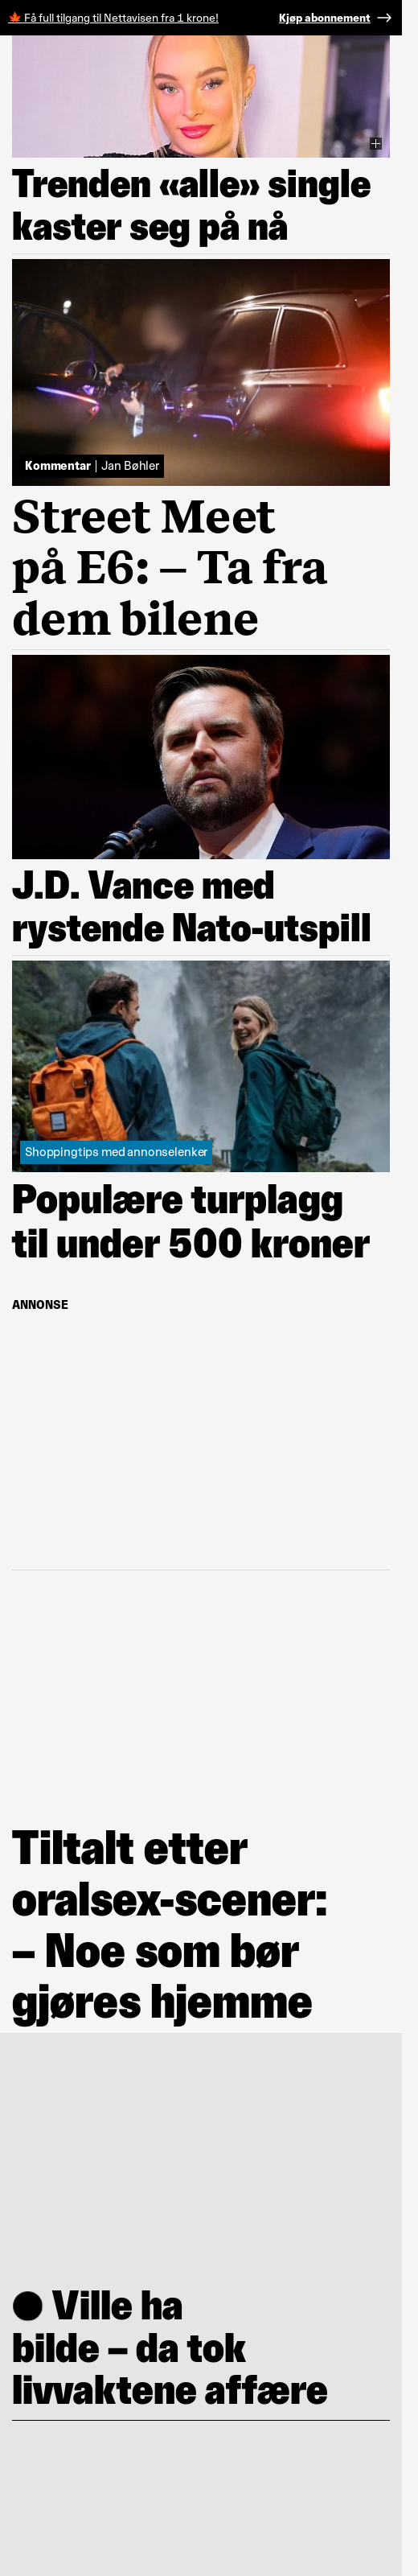 🍁 Få full tilgang til Nettavisen fra 1 krone! Kjøp abonnement →
Trenden «alle» single
kaster seg på nå
Kommentar | Jan Bøhler
Street Meet
på E6: – Ta fra
dem bilene
J.D. Vance med
rystende Nato-utspill
Shoppingtips med annonselenker
Populære turplagg
til under 500 kroner
ANNONSE
Tiltalt etter
oralsex-scener:
– Noe som bør
gjøres hjemme
● Ville ha
bilde – da tok
livvaktene affære